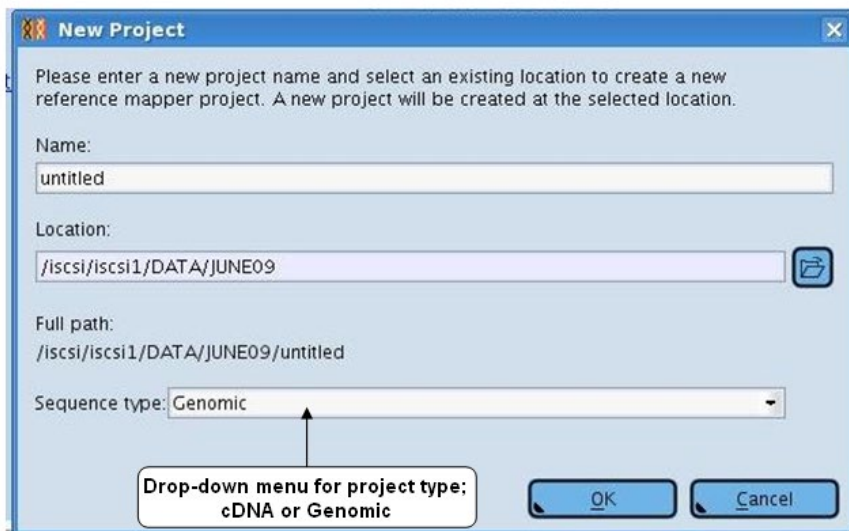 New Project
Please enter a new project name and select an existing location to create a new
reference mapper project. A new project will be created at the selected location.
Name:
untitled
Location:
/iscsi/iscsi1/DATA/JUNE09
Full path:
/iscsi/iscsi1/DATA/JUNE09/untitled
Sequence type: Genomic
Drop-down menu for project type;
cDNA or Genomic
OK
Cancel